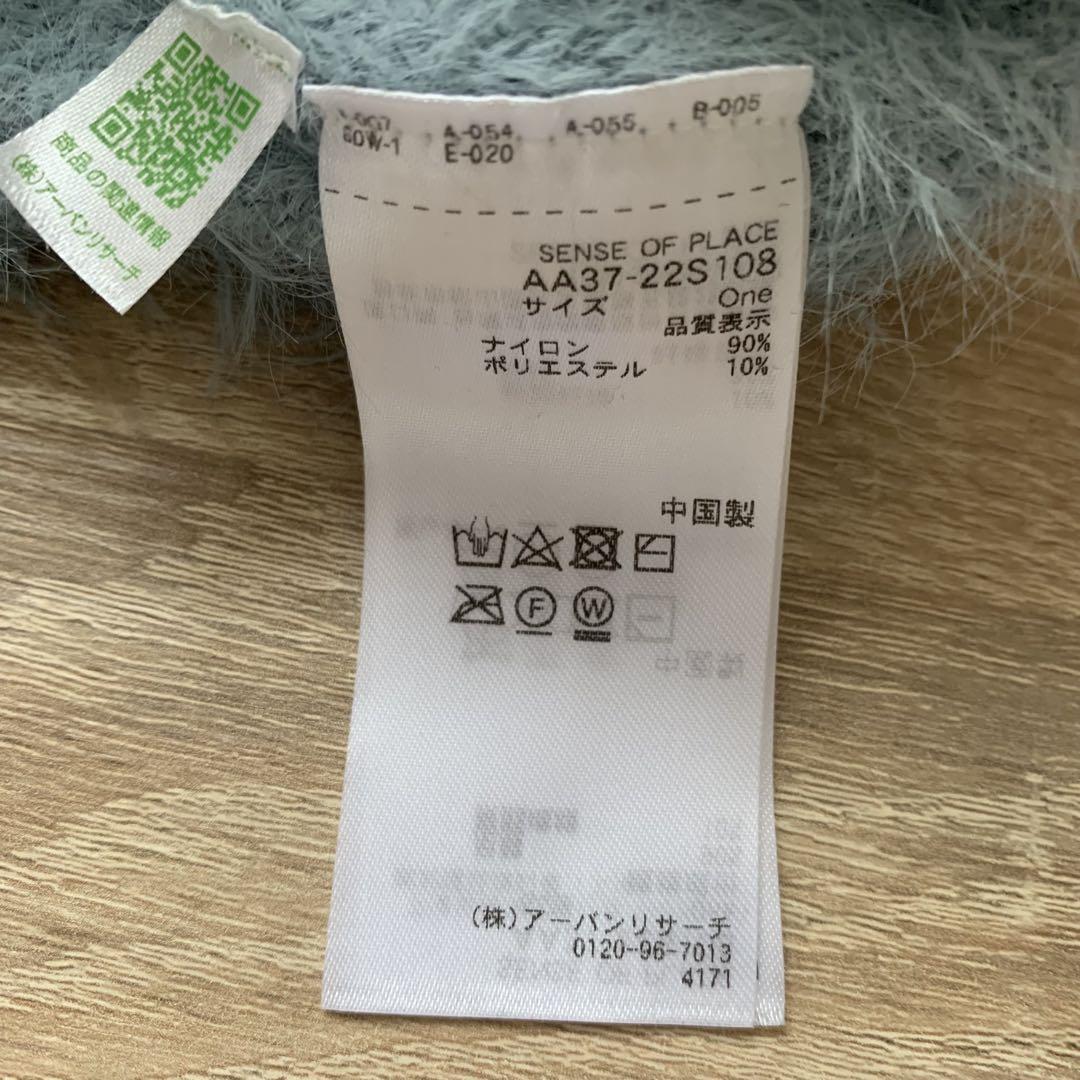 商品の関連情報
(株)アーバンリサーチ
A-054 A-055 B-005
E-020
SENSE OF PLACE
AA37-22S108
サイズ One
品質表示
ナイロン 90%
ポリエステル 10%
中国製
F W
(株)アーバンリサーチ
0120-96-7013
4171